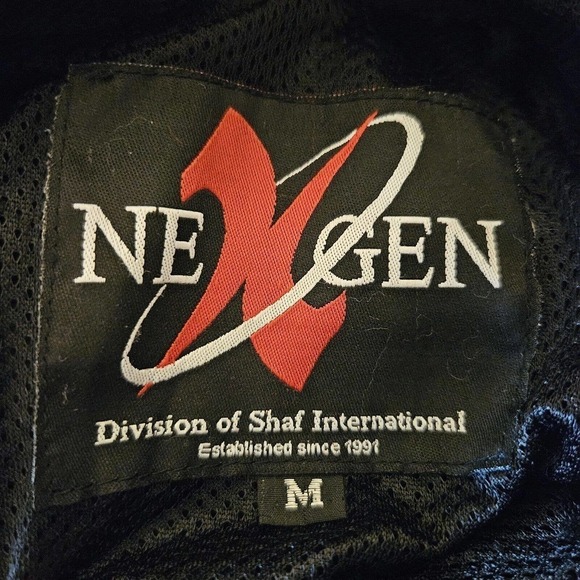 NEXGEN
Division of Shaf International
Established since 1991
M